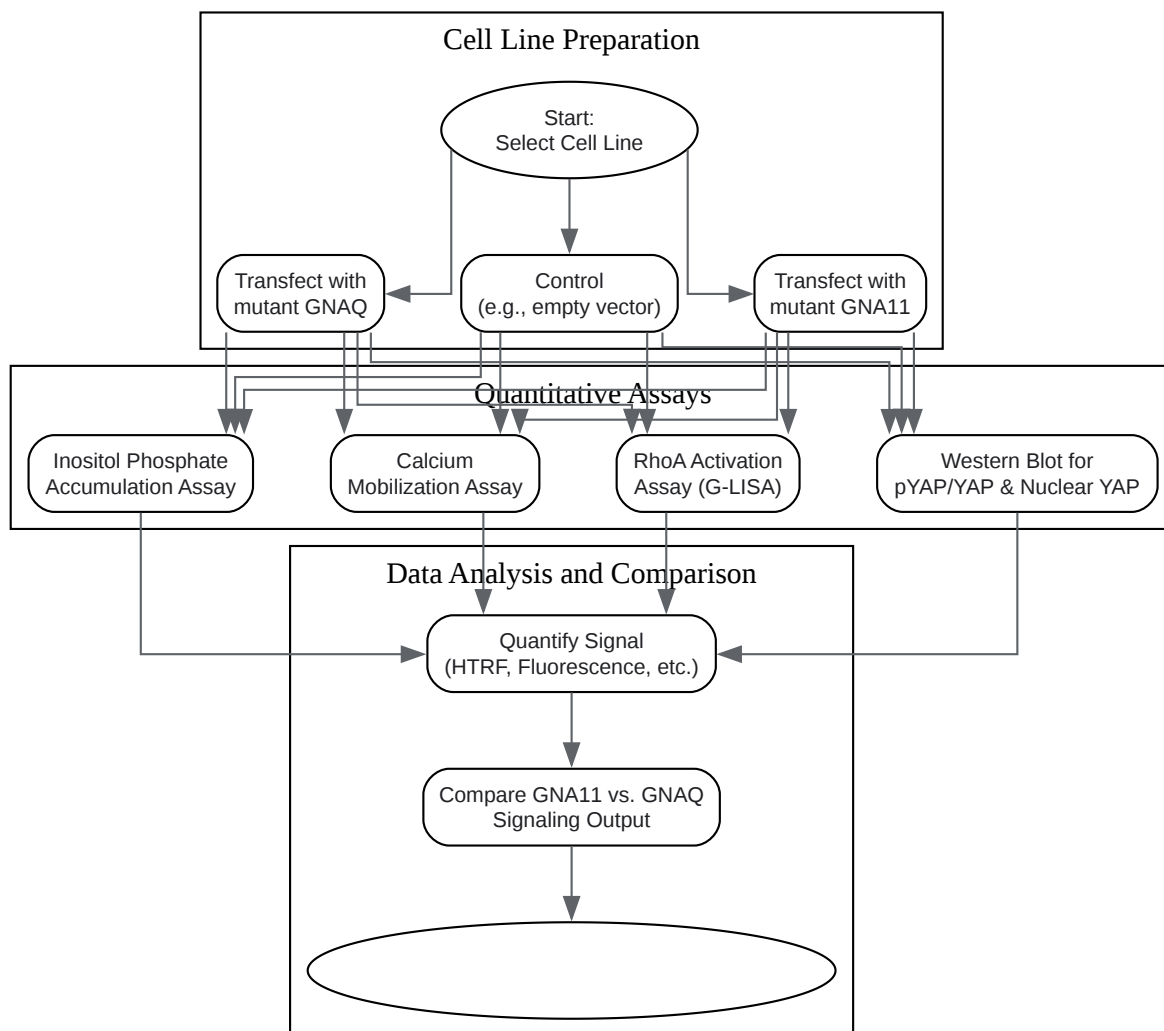 Cell Line Preparation
Start:
Select Cell Line
Transfect with
mutant GNAQ
Control
(e.g., empty vector)
Transfect with
mutant GNA11
Quantitative Assays
Inositol Phosphate
Accumulation Assay
Calcium
Mobilization Assay
RhoA Activation
Assay (G-LISA)
Western Blot for
pYAP/YAP & Nuclear YAP
Data Analysis and Comparison
Quantify Signal
(HTRF, Fluorescence, etc.)
Compare GNA11 vs. GNAQ
Signaling Output